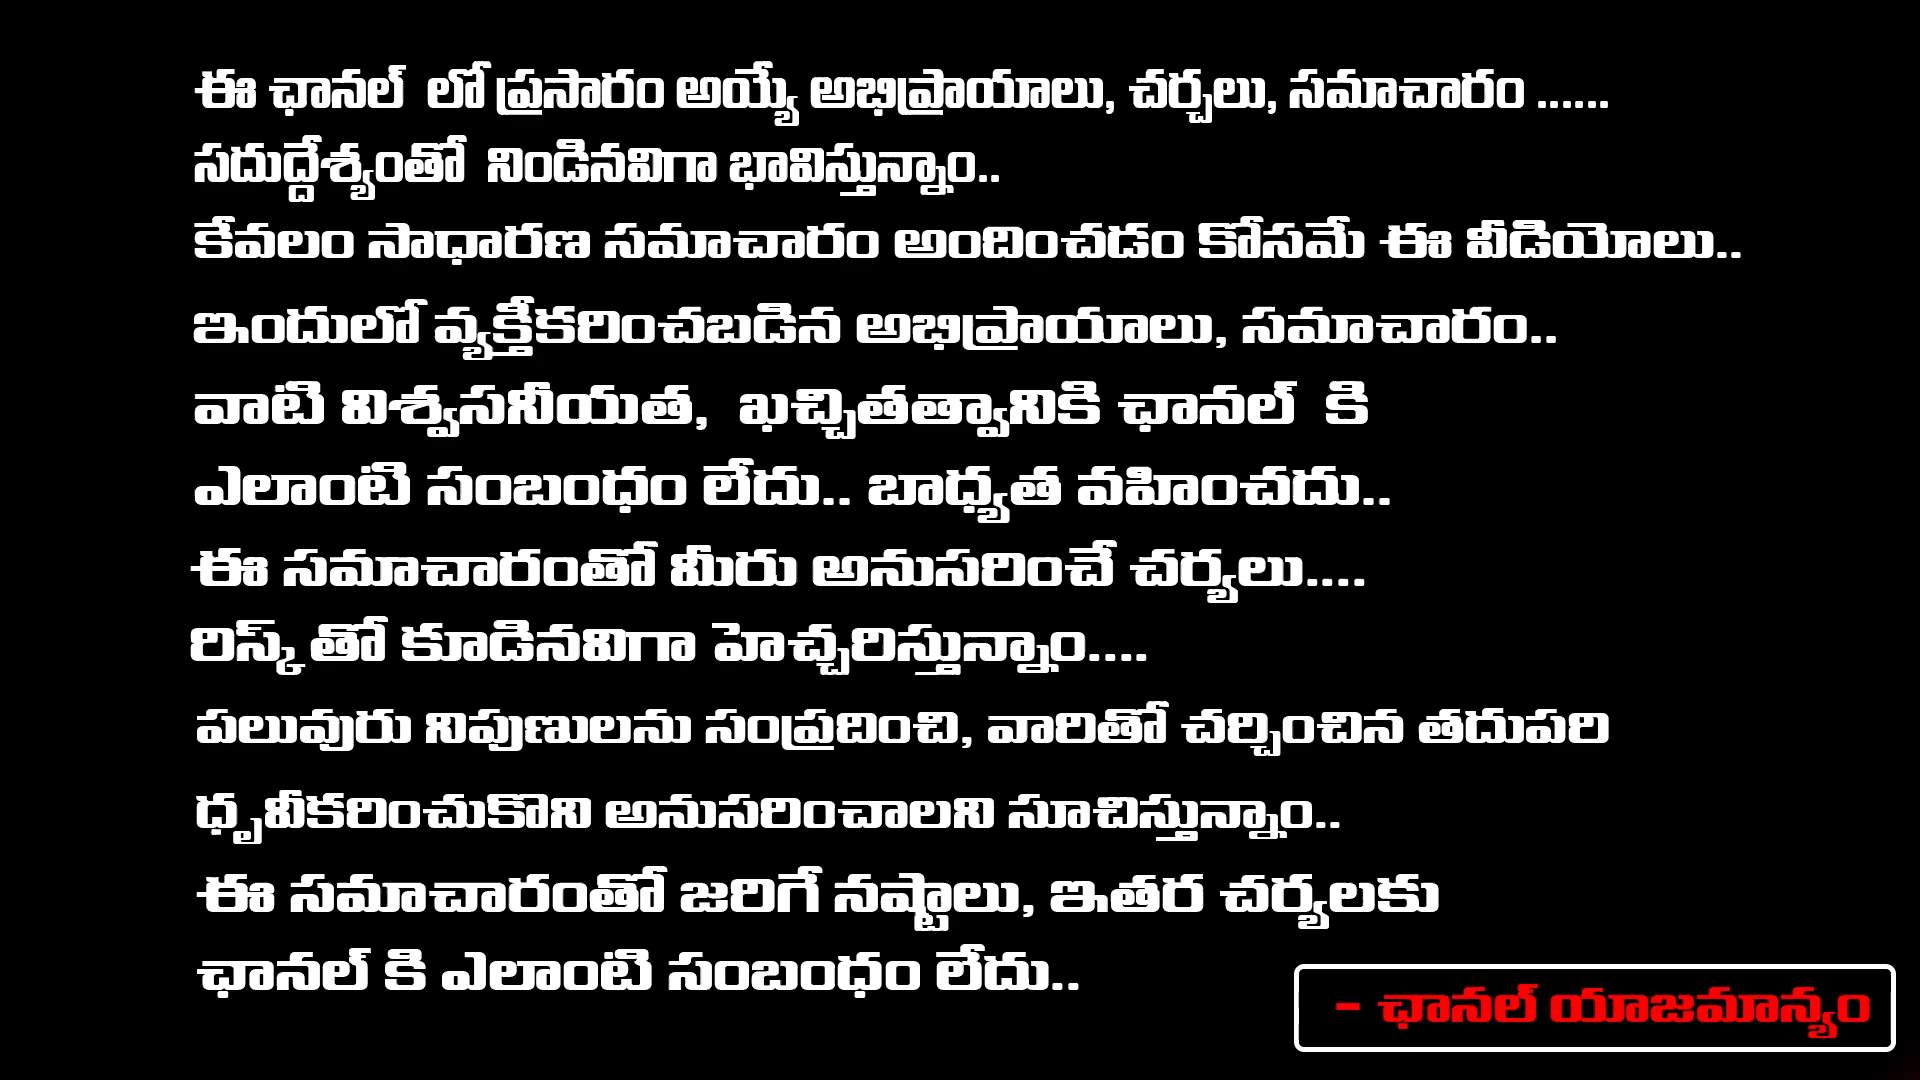 ఈ ఛానల్ లో ప్రసారం అయ్యే అభిప్రాయాలు, చర్చలు, సమాచారం ......
సదుద్దేశ్యంతో నిండినవిగా భావిస్తున్నాం..
కేవలం సాధారణ సమాచారం అందించడం కోసమే ఈ వీడియోలు..
ఇందులో వ్యక్తీకరించబడిన అభిప్రాయాలు, సమాచారం..
వాటి విశ్వసనీయత, ఖచ్చితత్వానికి ఛానల్ కి
ఎలాంటి సంబంధం లేదు.. బాధ్యత వహించదు..
ఈ సమాచారంతో మీరు అనుసరించే చర్యలు....
రిస్క్ తో కూడినవిగా హెచ్చరిస్తున్నాం....
పలువురు నిపుణులను సంప్రదించి, వారితో చర్చించిన తదుపరి
ధృవీకరించుకొని అనుసరించాలని సూచిస్తున్నాం..
ఈ సమాచారంతో జరిగే నష్టాలు, ఇతర చర్యలకు
ఛానల్ కి ఎలాంటి సంబంధం లేదు..
- ఛానల్ యాజమాన్యం